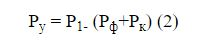 Pу = P1- (Pф+Pк) (2)